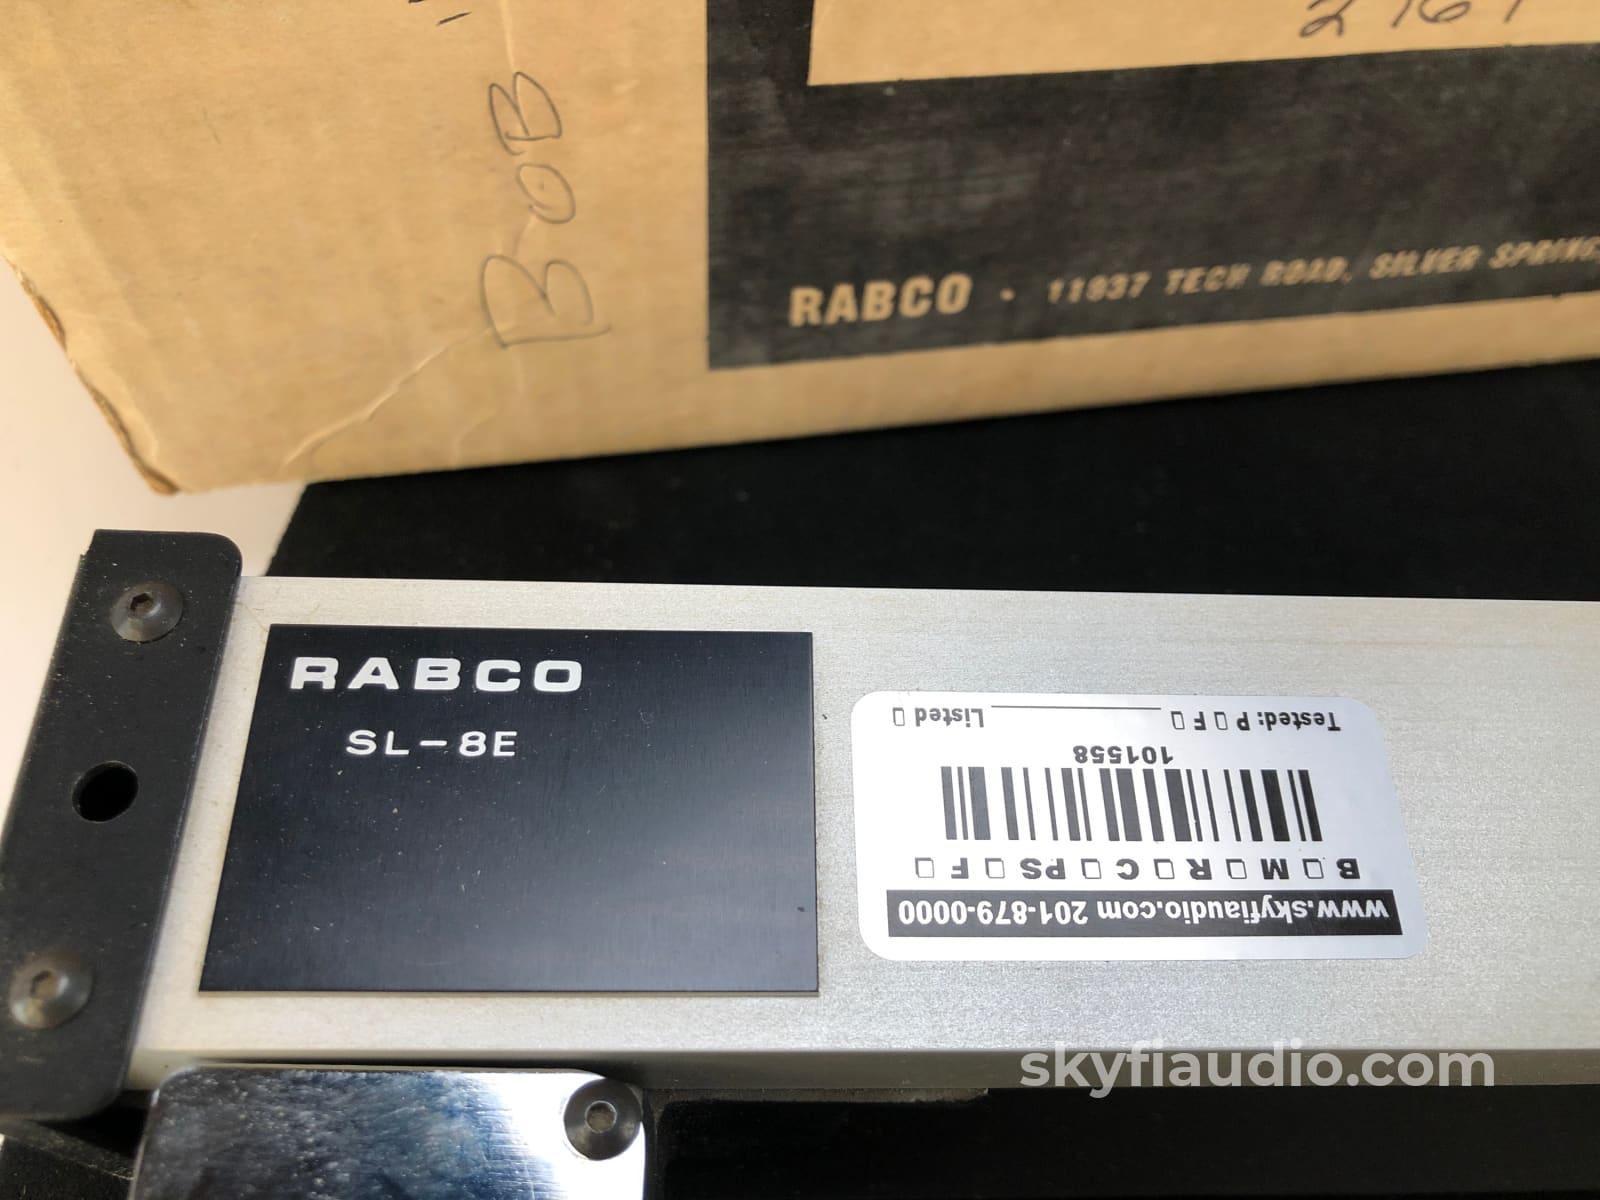 BOB
RABCO · 11937 TECH ROAD, SILVER SPRING,
RABCO
SL-8E
www.skyfiaudio.com 201-879-0000
B M R C PS F
101558
Tested: P F Listed
skyfiaudio.com